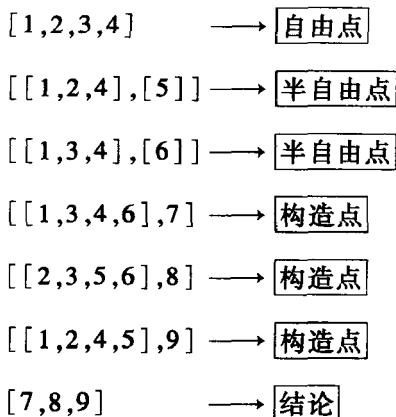 [1,2,3,4] ⟶ 自由点
[[1,2,4],[5]] ⟶ 半自由点
[[1,3,4],[6]] ⟶ 半自由点
[[1,3,4,6],7] ⟶ 构造点
[[2,3,5,6],8] ⟶ 构造点
[[1,2,4,5],9] ⟶ 构造点
[7,8,9] ⟶ 结论